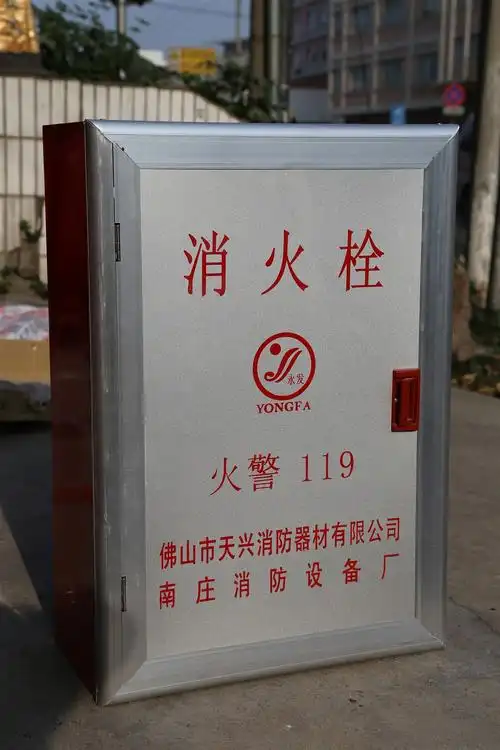 消火栓
永发
YONGFA
火警 119
佛山市天兴消防器材有限公司
南庄消防设备厂